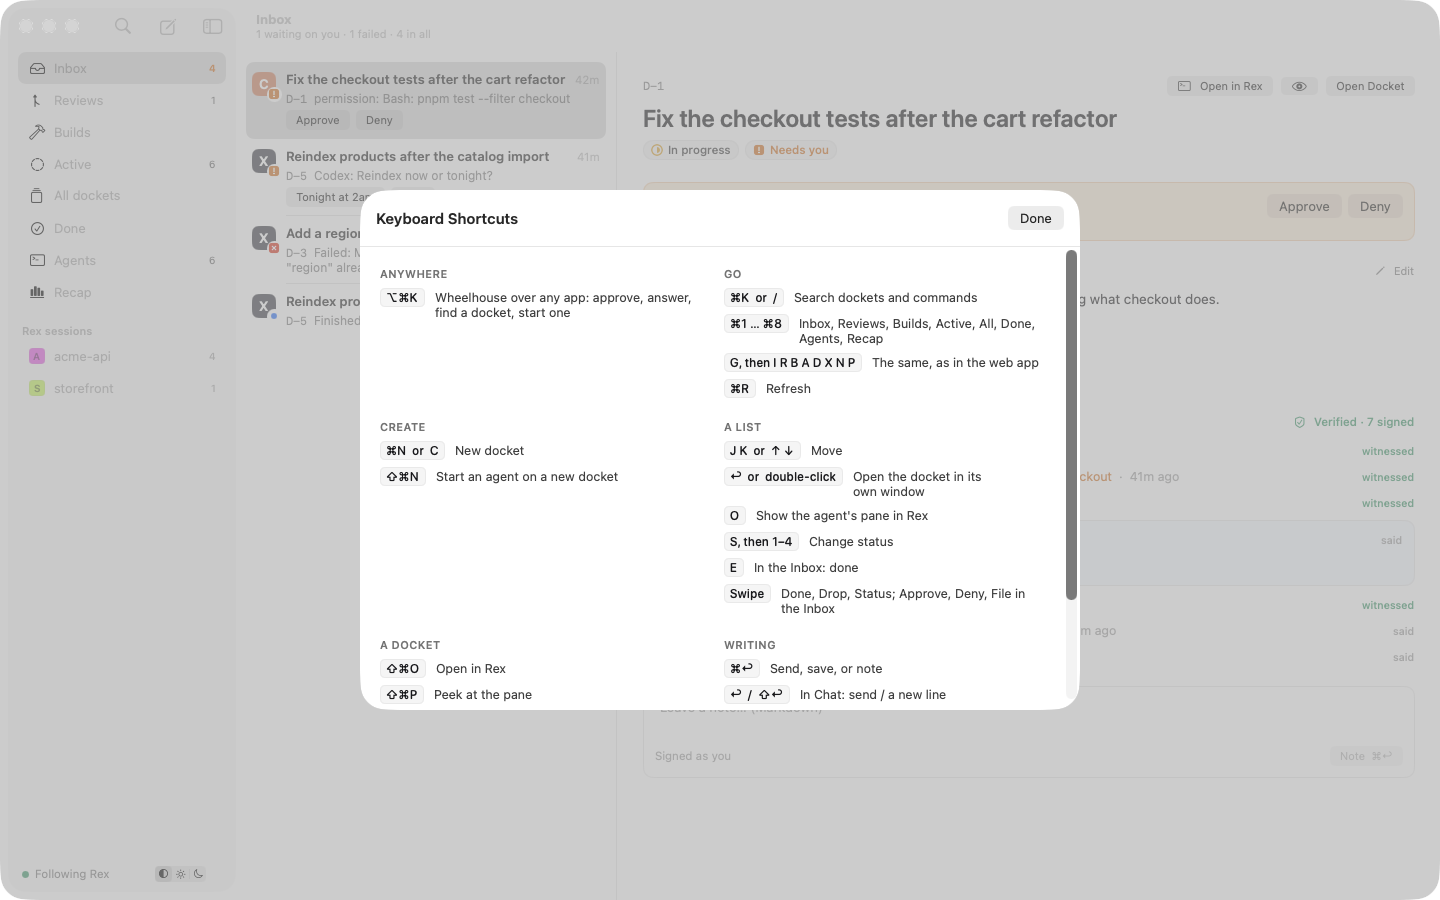 Inbox
1 waiting on you · 1 failed · 4 in all
Inbox 4
Reviews 1
Builds
Active 6
All dockets
Done
Agents 6
Recap
Rex sessions
A acme-api 4
S storefront 1
Following Rex
C Fix the checkout tests after the cart refactor 42m
D–1 permission: Bash: pnpm test --filter checkout
Approve Deny
X Reindex products after the catalog import 41m
D–5 Codex: Reindex now or tonight?
Tonight at 2a
X Add a region
D–3 Failed:
"region"
X Reindex
D–5 Finished
D–1
Open in Rex
Open Docket
Fix the checkout tests after the cart refactor
In progress
Needs you
Approve Deny
Edit
what checkout does.
Verified · 7 signed
witnessed
· 41m ago witnessed
witnessed
said
witnessed
ago said
said
Signed as you
Note ⌘↩
Keyboard Shortcuts
Done
ANYWHERE
⌥⌘K Wheelhouse over any app: approve, answer,
find a docket, start one
GO
⌘K or / Search dockets and commands
⌘1 … ⌘8 Inbox, Reviews, Builds, Active, All, Done,
Agents, Recap
G, then I R B A D X N P The same, as in the web app
⌘R Refresh
CREATE
⌘N or C New docket
⇧⌘N Start an agent on a new docket
A LIST
J K or ↑ ↓ Move
↩ or double-click Open the docket in its
own window
O Show the agent's pane in Rex
S, then 1–4 Change status
E In the Inbox: done
Swipe Done, Drop, Status; Approve, Deny, File in
the Inbox
A DOCKET
⇧⌘O Open in Rex
⇧⌘P Peek at the pane
WRITING
⌘↩ Send, save, or note
↩ / ⇧↩ In Chat: send / a new line